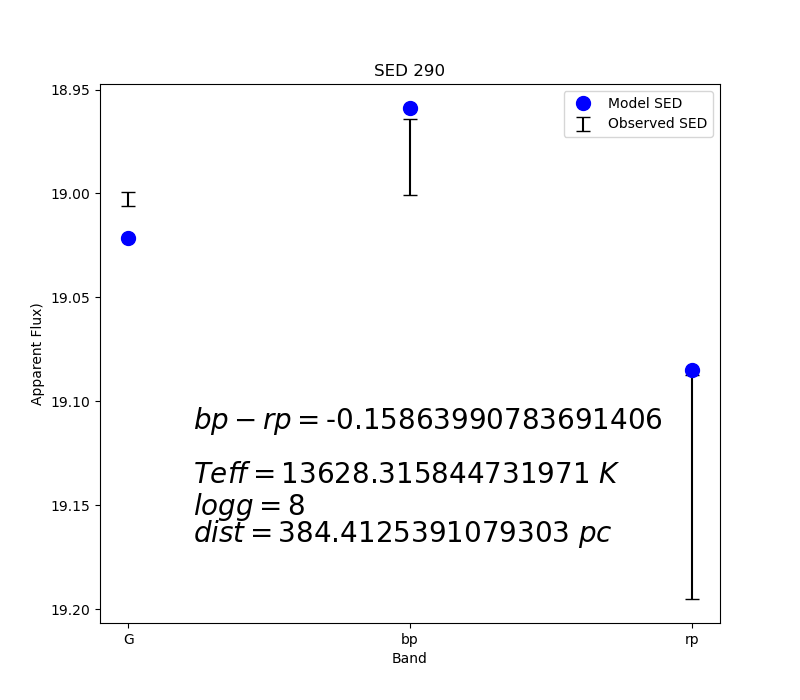 SED 290
Model SED
Observed SED
18.95
19.00
19.05
19.10
19.15
19.20
Apparent Flux)
bp − rp = -0.15863990783691406
Teff = 13628.315844731971 K
logg = 8
dist = 384.4125391079303 pc
G
bp
rp
Band